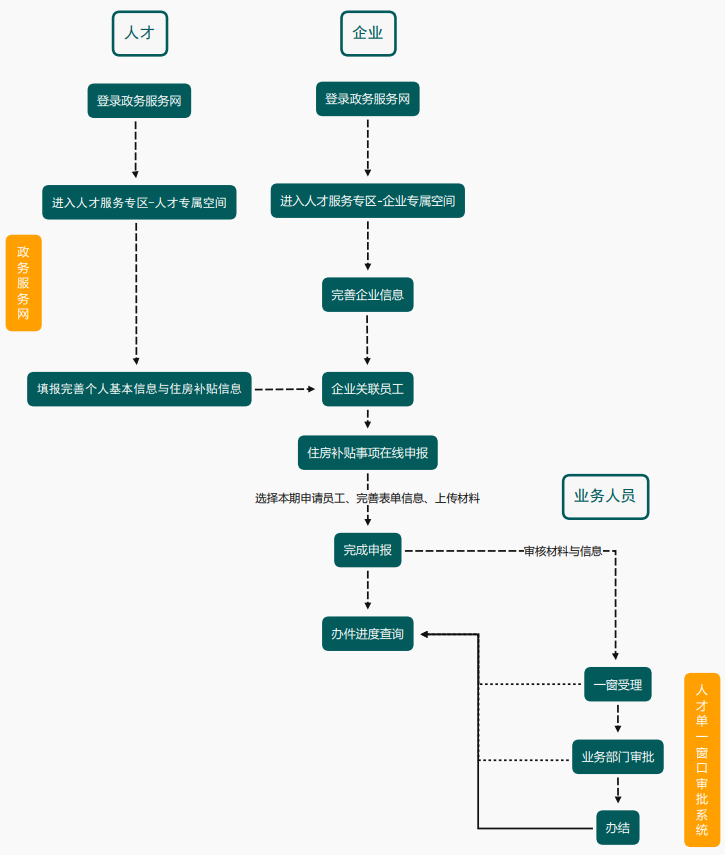 人才
企业
登录政务服务网
登录政务服务网
进入人才服务专区-人才专属空间
进入人才服务专区-企业专属空间
政务服务网
完善企业信息
填报完善个人基本信息与住房补贴信息
企业关联员工
住房补贴事项在线申报
业务人员
选择本期申请员工、完善表单信息、上传材料
完成申报
审核材料与信息
办件进度查询
一窗受理
人才单一窗口审批系统
业务部门审批
办结